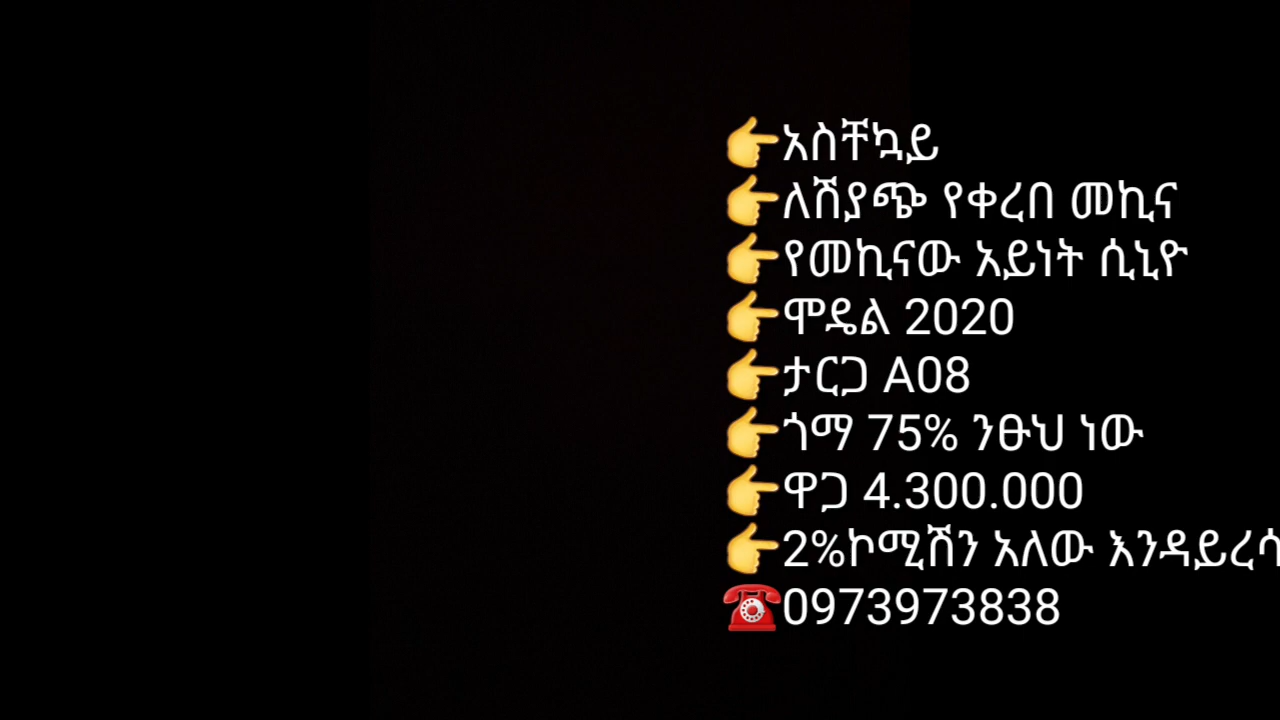 👉አስቸኳይ
👉ለሽያጭ የቀረበ መኪና
👉የመኪናው አይነት ሲኒዮ
👉ሞዴል 2020
👉ታርጋ A08
👉ጎማ 75% ንፁህ ነው
👉ዋጋ 4.300.000
👉2%ኮሚሽን አለው
☎️0973973838